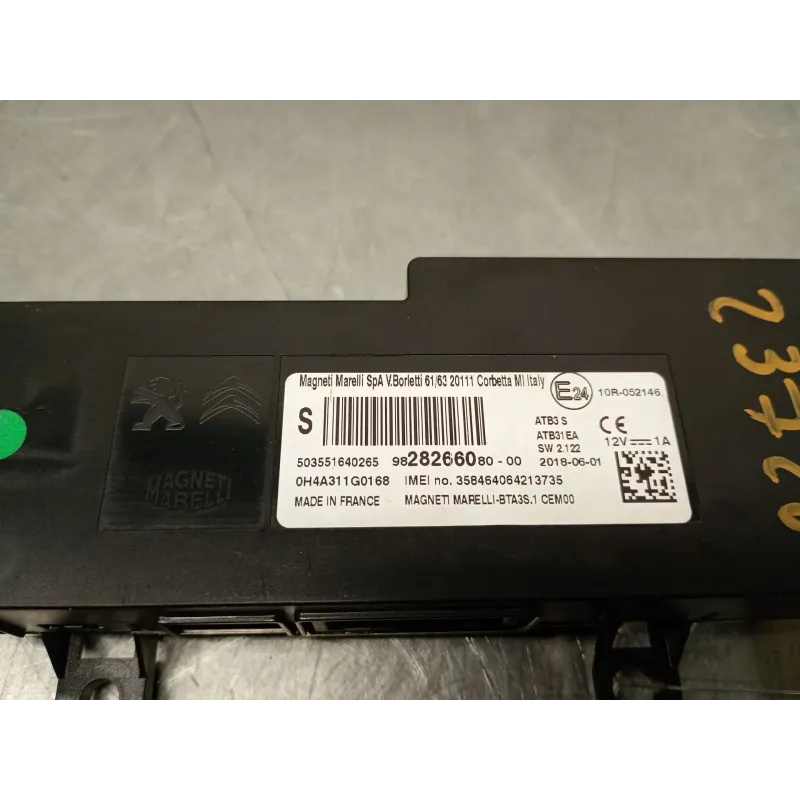 Magneti Marelli SpA V.Borletti 61/63 20111 Corbetta MI Italy
E24
10R-052146
S
ATB3 S
ATB31EA
SW 2.122
CE
12V 1A
503551640265 9828266080-00 2018-06-01
0H4A311G0168 IMEI no. 358464064213735
MADE IN FRANCE MAGNETI MARELLI-BTA3S.1 CEM00
MAGNETI
MARELLI
23720